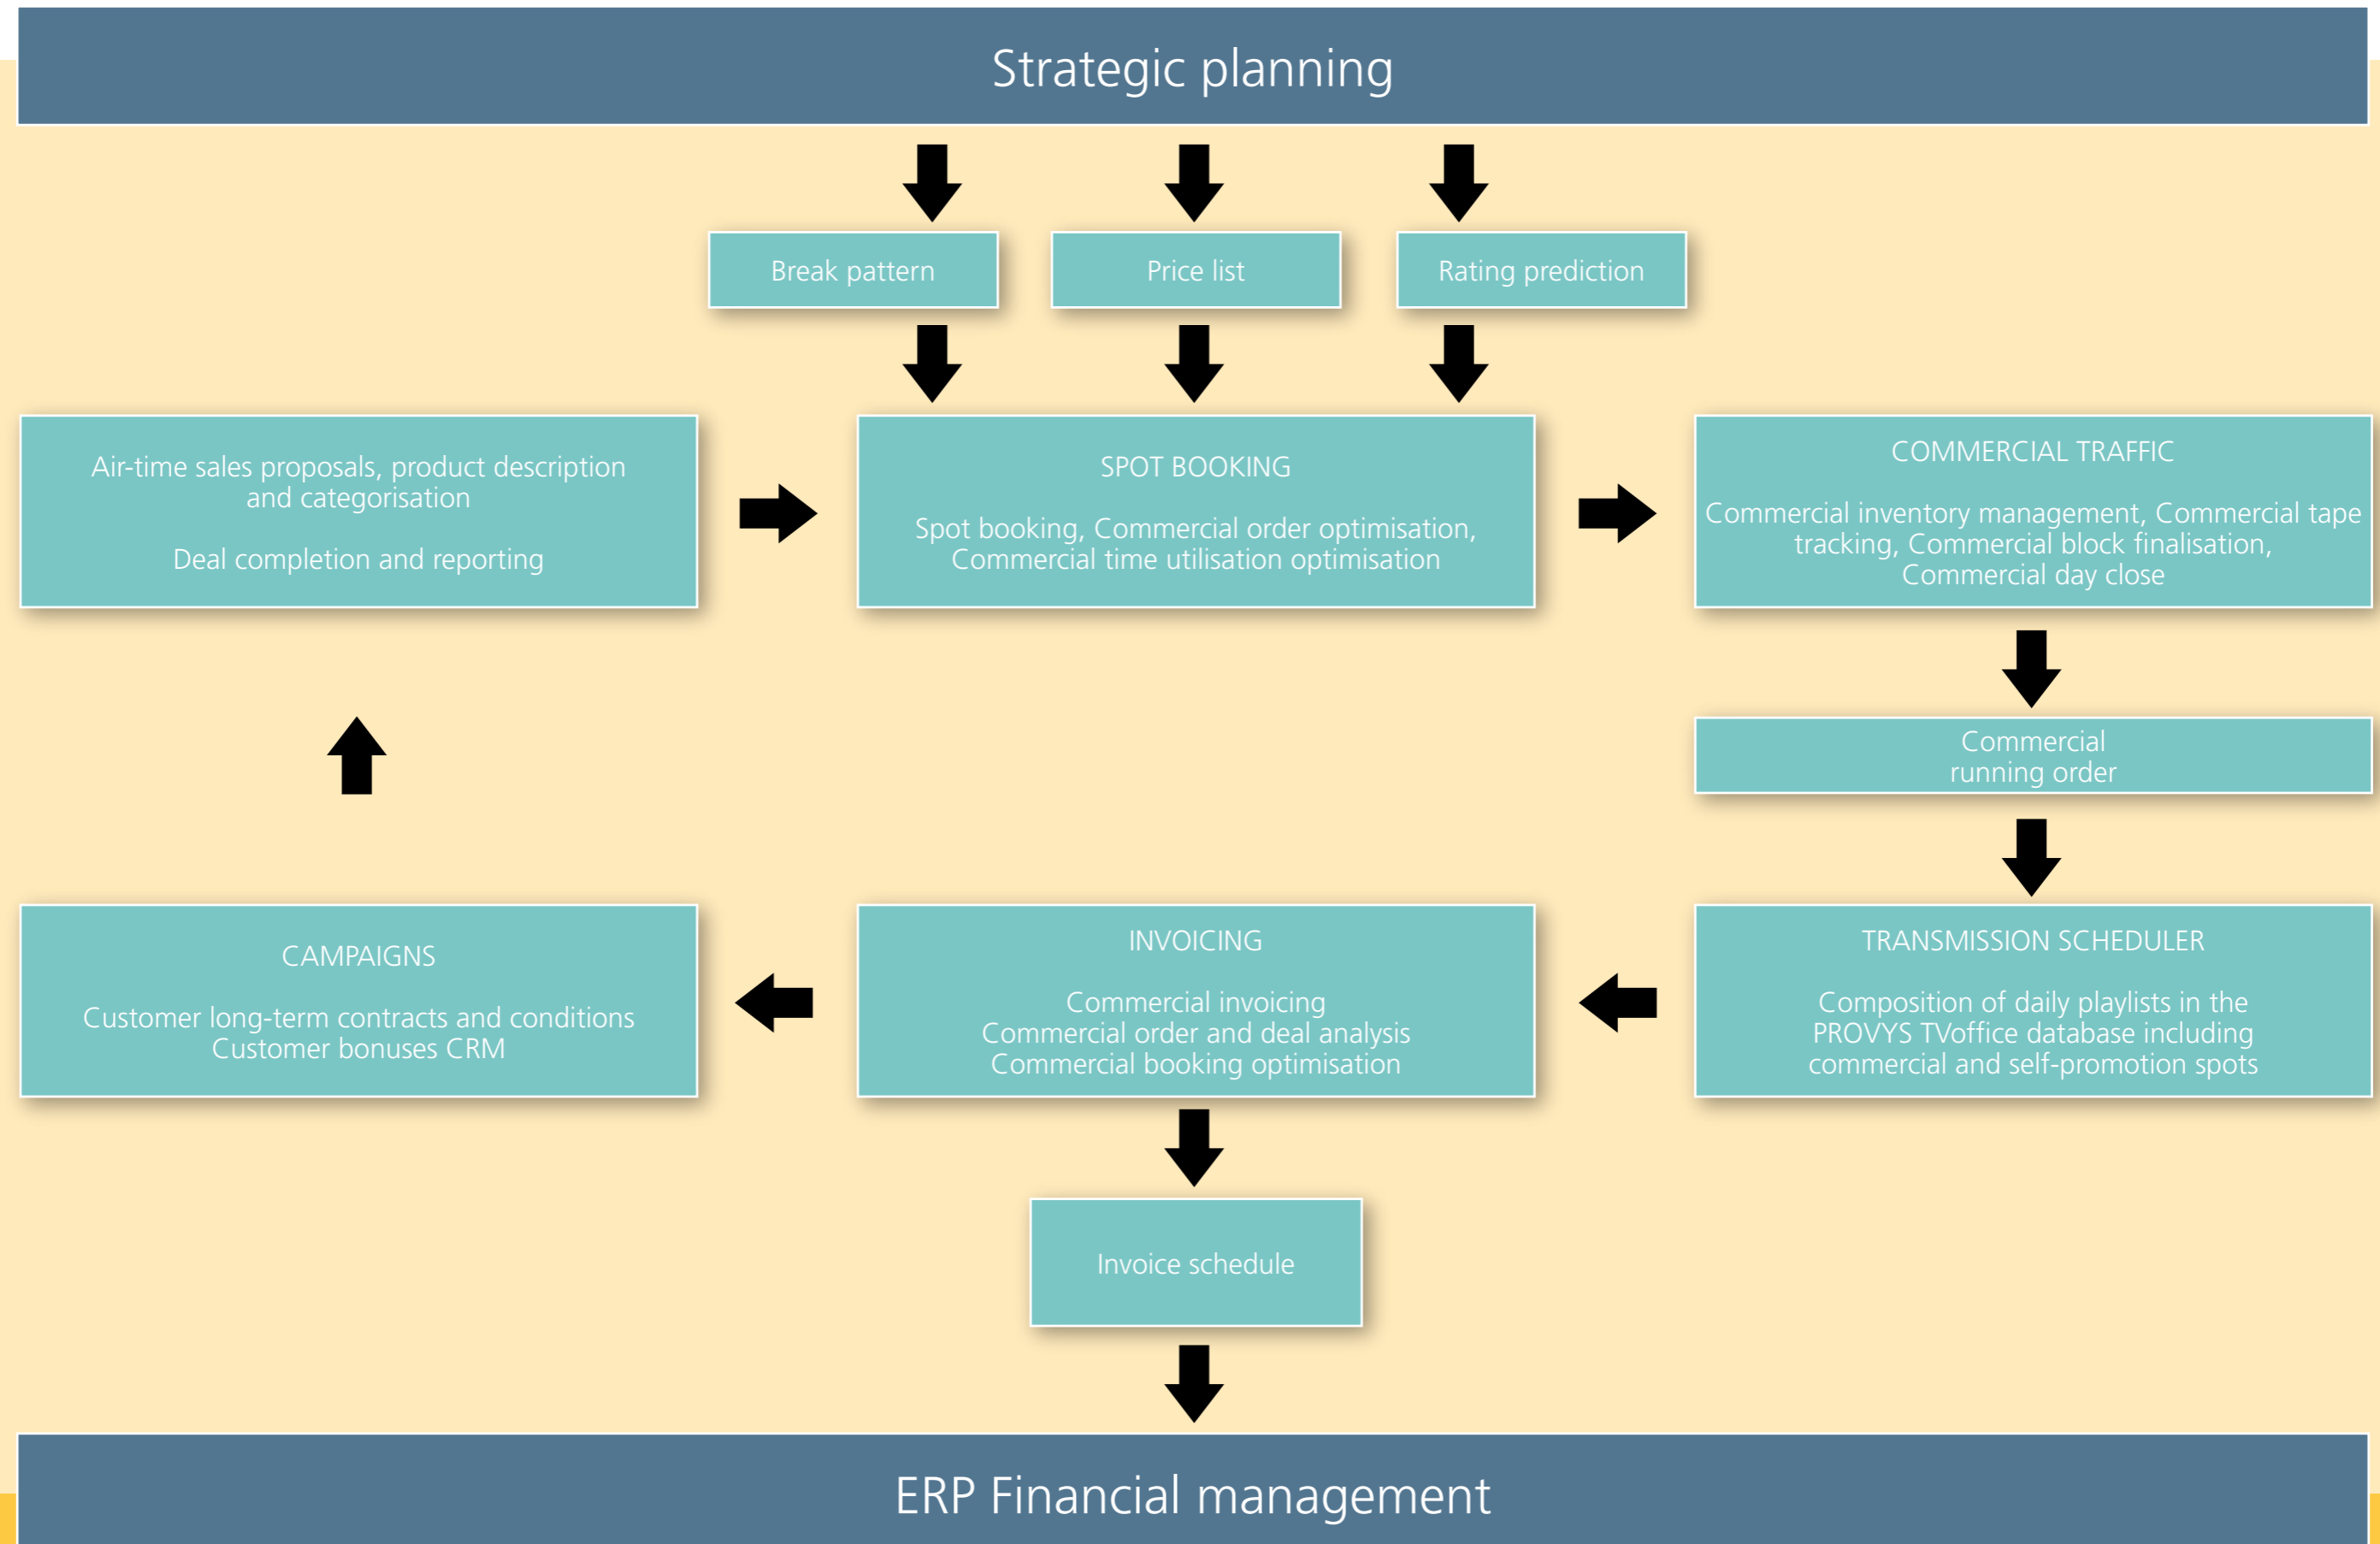 Strategic planning
Break pattern
Price list
Rating prediction
Air-time sales proposals, product description
and categorisation
Deal completion and reporting
SPOT BOOKING
Spot booking, Commercial order optimisation,
Commercial time utilisation optimisation
COMMERCIAL TRAFFIC
Commercial inventory management, Commercial tape
tracking, Commercial block finalisation,
Commercial day close
Commercial
running order
CAMPAIGNS
Customer long-term contracts and conditions
Customer bonuses CRM
INVOICING
Commercial invoicing
Commercial order and deal analysis
Commercial booking optimisation
TRANSMISSION SCHEDULER
Composition of daily playlists in the
PROVYS TVoffice database including
commercial and self-promotion spots
Invoice schedule
ERP Financial management